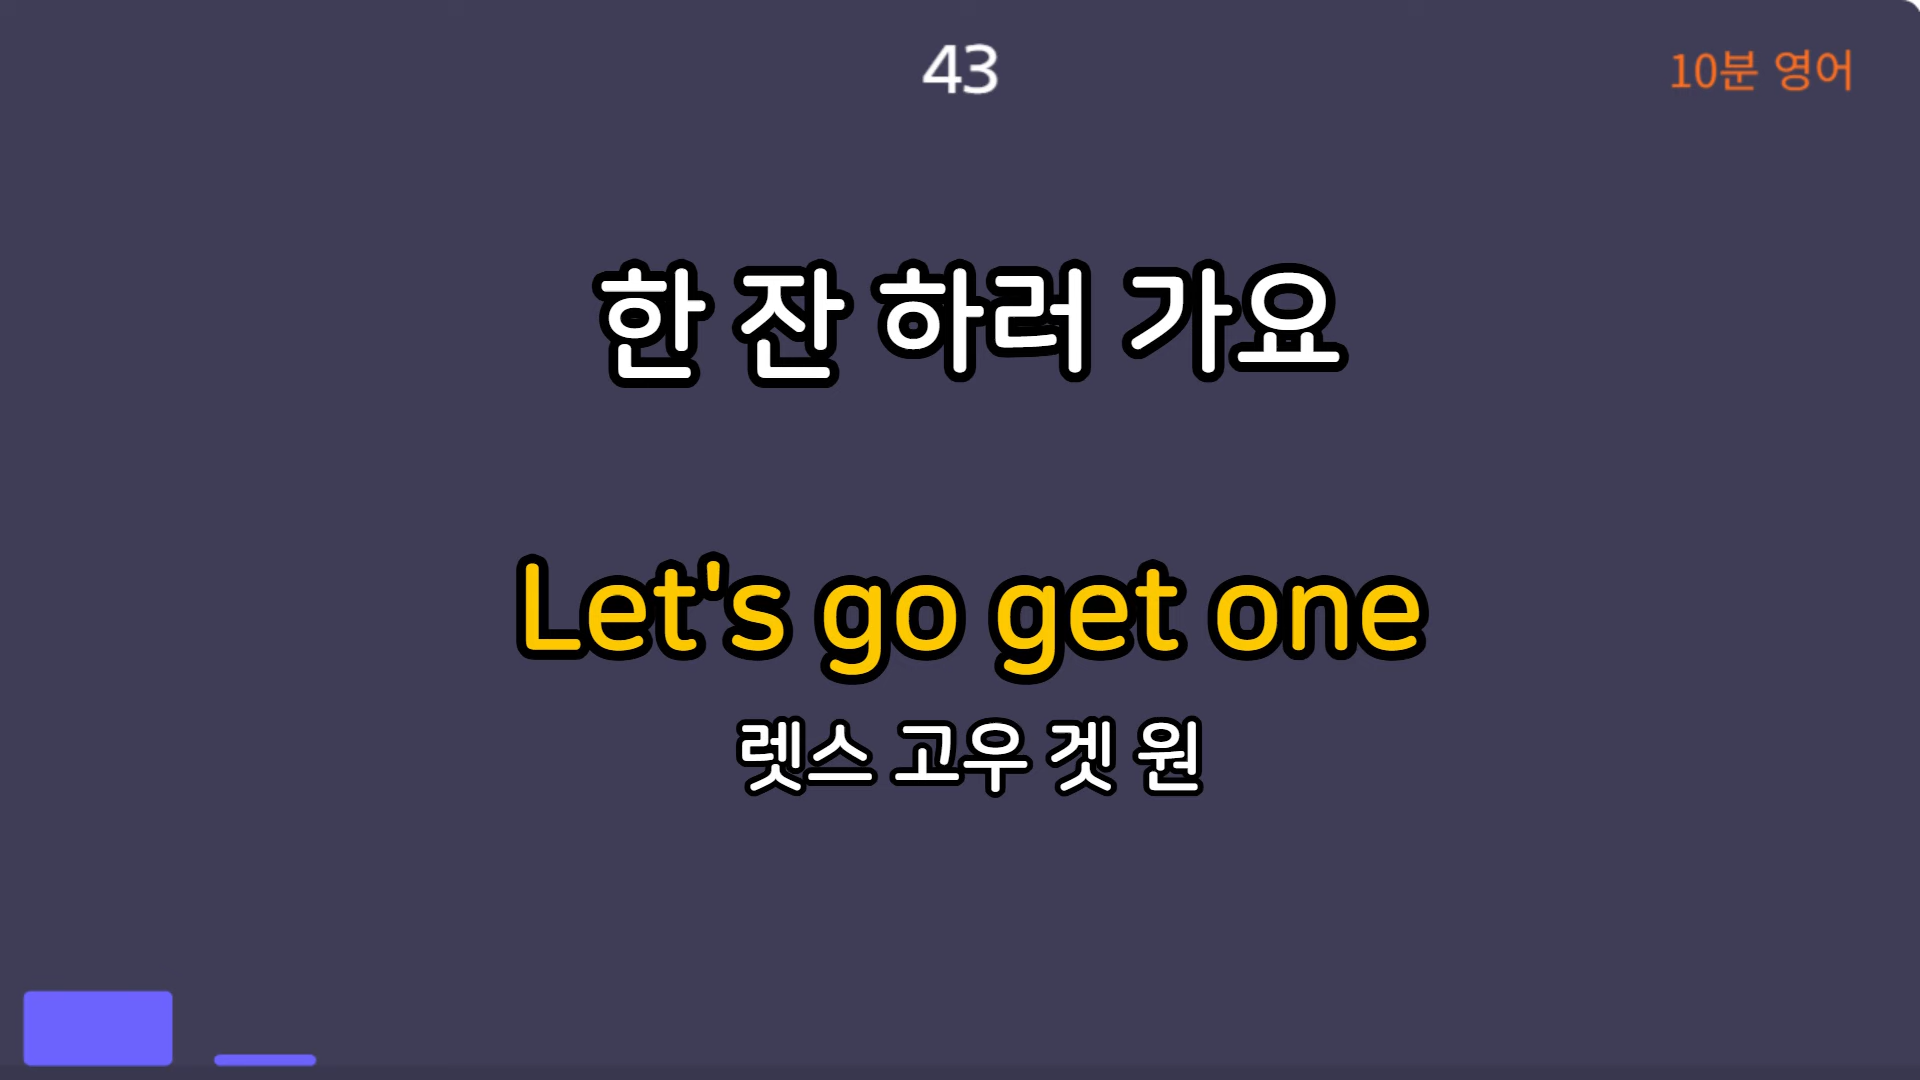 43
10분 영어
한 잔 하러 가요
Let's go get one
렛스 고우 겟 원